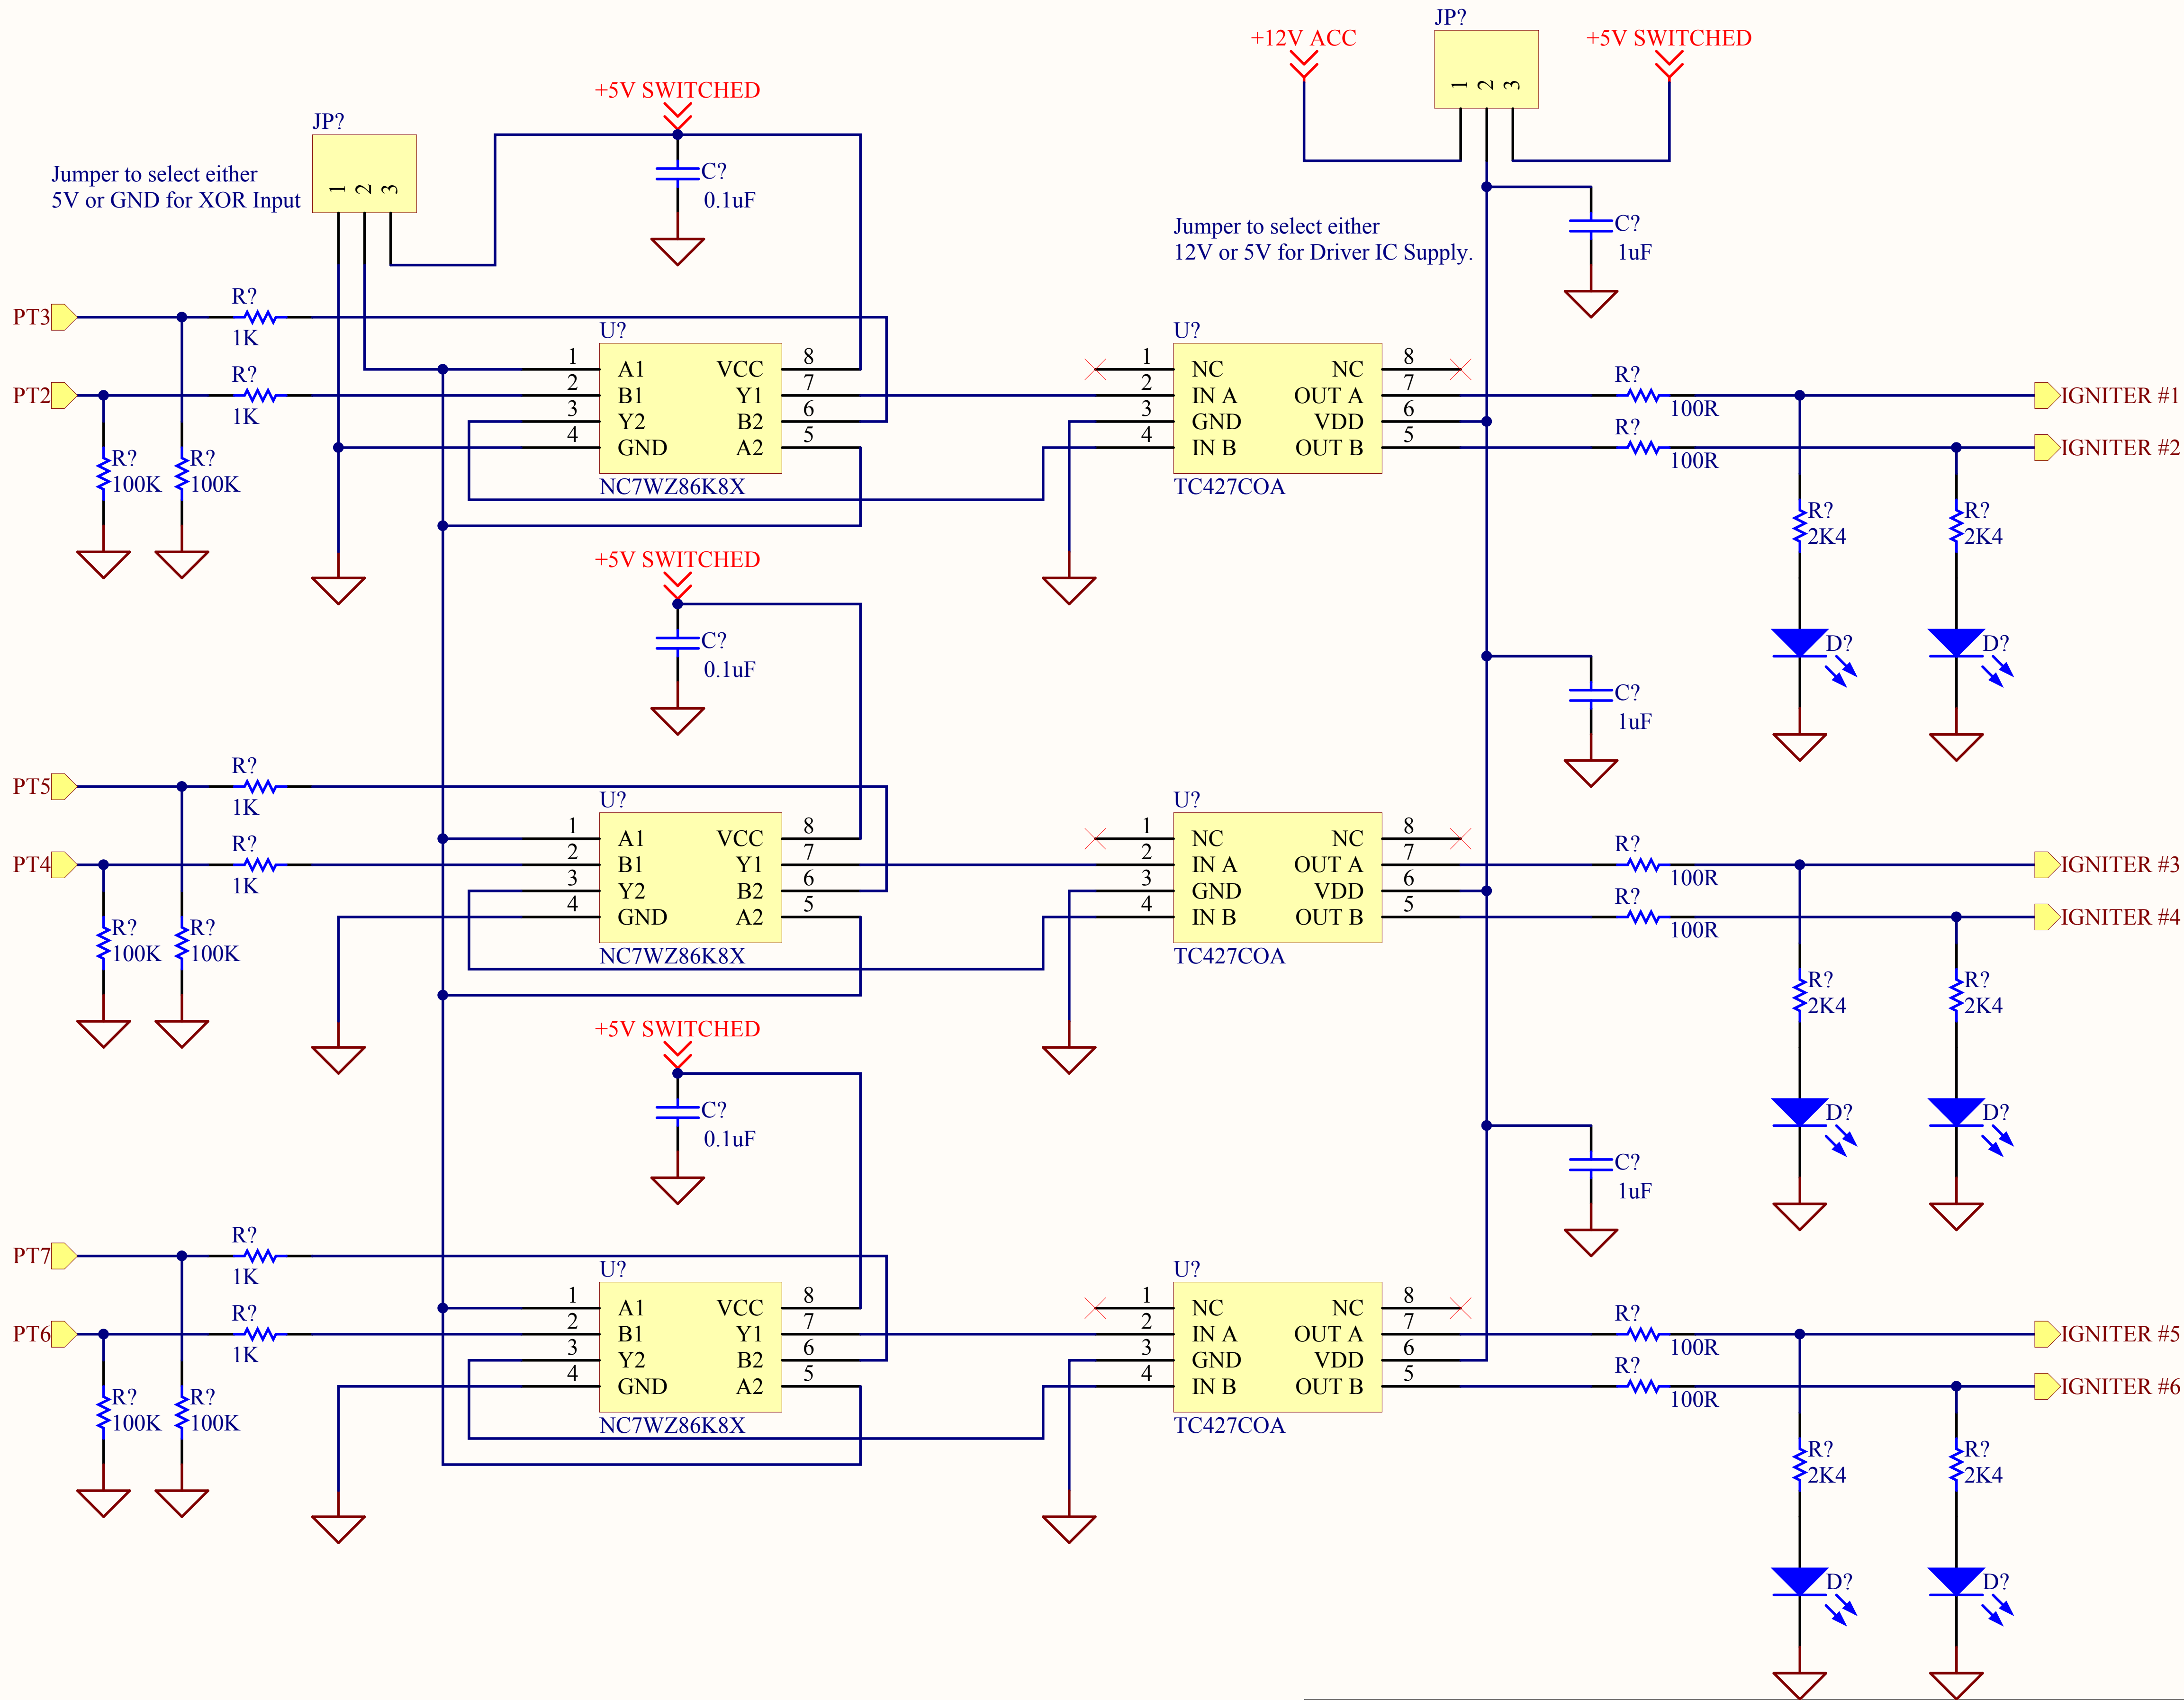 JP?
+12V ACC
+5V SWITCHED
1 2 3
+5V SWITCHED
JP?
1 2 3
Jumper to select either
5V or GND for XOR Input
C?
0.1uF
Jumper to select either
12V or 5V for Driver IC Supply.
C?
1uF
PT3
R?
1K
PT2
R?
1K
R?
100K
R?
100K
U?
1 A1 VCC 8
2 B1 Y1 7
3 Y2 B2 6
4 GND A2 5
NC7WZ86K8X
U?
1 NC NC 8
2 IN A OUT A 7
3 GND VDD 6
4 IN B OUT B 5
TC427COA
R?
100R
IGNITER #1
R?
100R
IGNITER #2
R?
2K4
R?
2K4
D?
D?
+5V SWITCHED
C?
0.1uF
C?
1uF
PT5
R?
1K
PT4
R?
1K
R?
100K
R?
100K
U?
1 A1 VCC 8
2 B1 Y1 7
3 Y2 B2 6
4 GND A2 5
NC7WZ86K8X
U?
1 NC NC 8
2 IN A OUT A 7
3 GND VDD 6
4 IN B OUT B 5
TC427COA
R?
100R
IGNITER #3
R?
100R
IGNITER #4
R?
2K4
R?
2K4
D?
D?
+5V SWITCHED
C?
0.1uF
C?
1uF
PT7
R?
1K
PT6
R?
1K
R?
100K
R?
100K
U?
1 A1 VCC 8
2 B1 Y1 7
3 Y2 B2 6
4 GND A2 5
NC7WZ86K8X
U?
1 NC NC 8
2 IN A OUT A 7
3 GND VDD 6
4 IN B OUT B 5
TC427COA
R?
100R
IGNITER #5
R?
100R
IGNITER #6
R?
2K4
R?
2K4
D?
D?